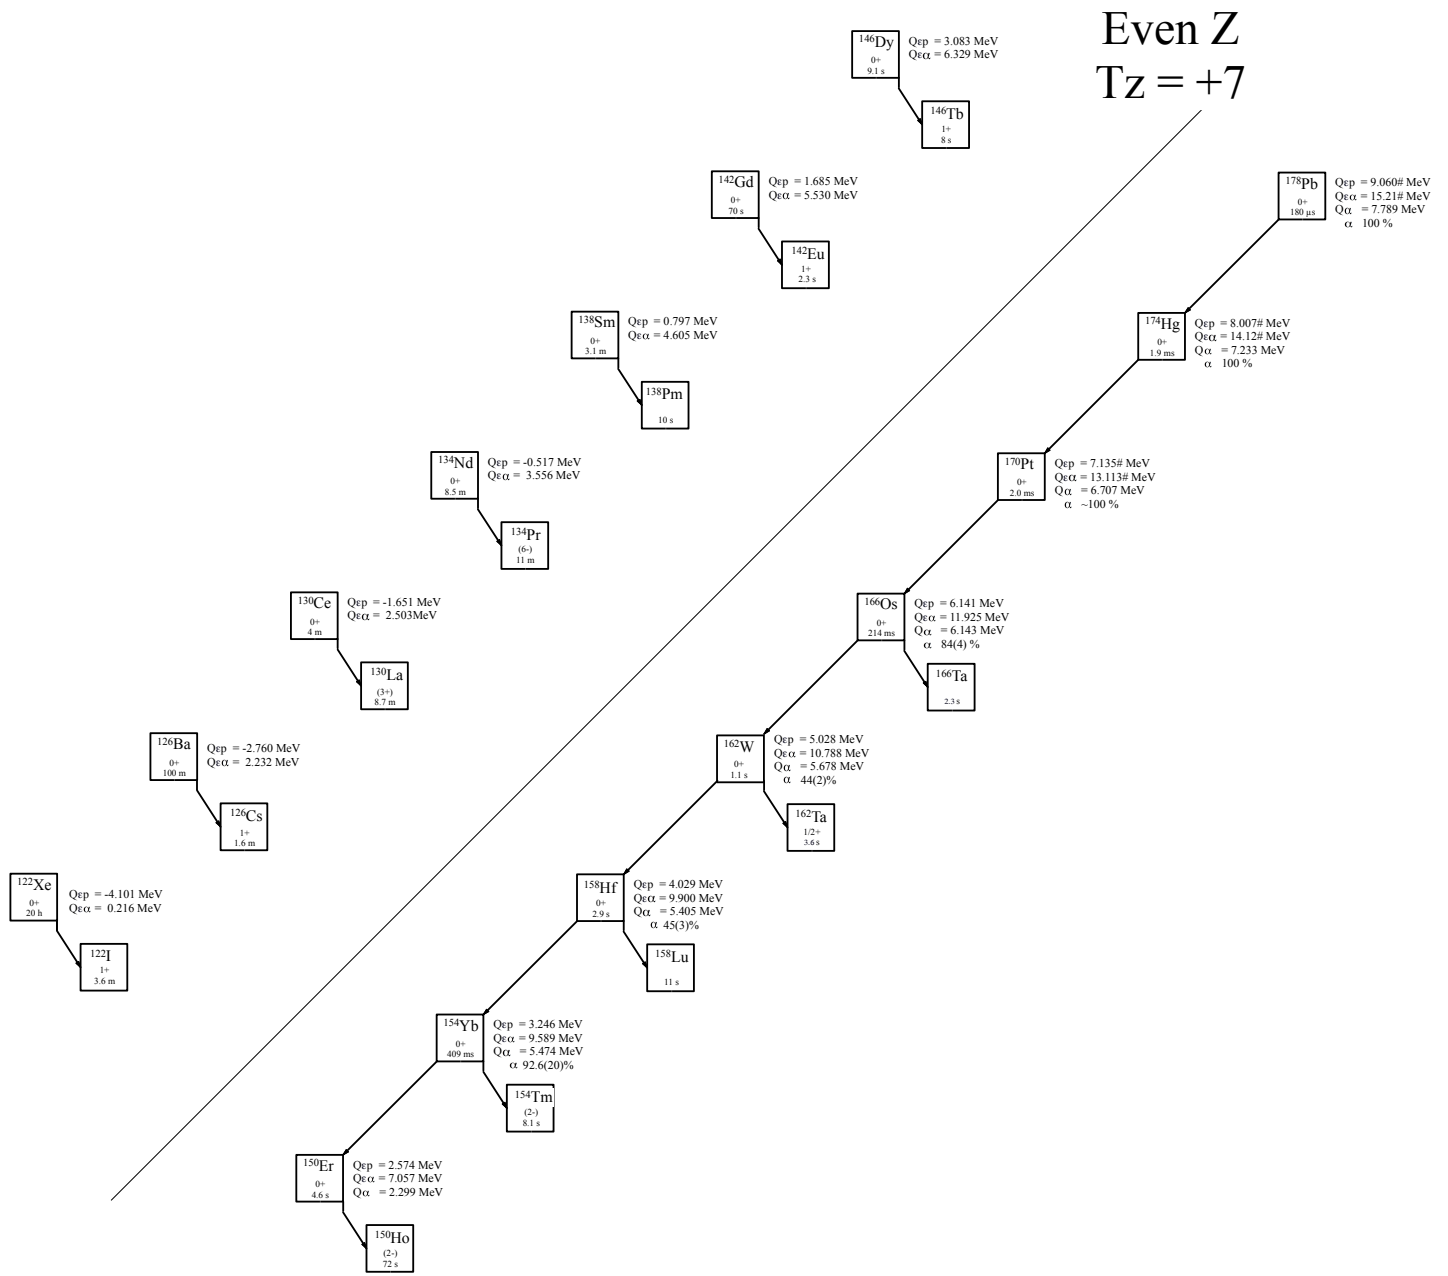 Even Z
Tz = +7
¹⁴⁶Dy
0+
9.1 s
Qεp = 3.083 MeV
Qεα = 6.329 MeV
¹⁴⁶Tb
1+
8 s
¹⁴²Gd
0+
70 s
Qεp = 1.685 MeV
Qεα = 5.530 MeV
¹⁴²Eu
1+
2.3 s
¹³⁸Sm
0+
3.1 m
Qεp = 0.797 MeV
Qεα = 4.605 MeV
¹³⁸Pm
10 s
¹³⁴Nd
0+
8.5 m
Qεp = -0.517 MeV
Qεα = 3.556 MeV
¹³⁴Pr
(6-)
11 m
¹³⁰Ce
0+
4 m
Qεp = -1.651 MeV
Qεα = 2.503MeV
¹³⁰La
(3+)
8.7 m
¹²⁶Ba
0+
100 m
Qεp = -2.760 MeV
Qεα = 2.232 MeV
¹²⁶Cs
1+
1.6 m
¹²²Xe
0+
20 h
Qεp = -4.101 MeV
Qεα = 0.216 MeV
¹²²I
1+
3.6 m
¹⁷⁸Pb
0+
180 µs
Qεp = 9.060# MeV
Qεα = 15.21# MeV
Qα = 7.789 MeV
α 100 %
¹⁷⁴Hg
0+
1.9 ms
Qεp = 8.007# MeV
Qεα = 14.12# MeV
Qα = 7.233 MeV
α 100 %
¹⁷⁰Pt
0+
2.0 ms
Qεp = 7.135# MeV
Qεα = 13.113# MeV
Qα = 6.707 MeV
α ~100 %
¹⁶⁶Os
0+
214 ms
Qεp = 6.141 MeV
Qεα = 11.925 MeV
Qα = 6.143 MeV
α 84(4) %
¹⁶⁶Ta
2.3 s
¹⁶²W
0+
1.1 s
Qεp = 5.028 MeV
Qεα = 10.788 MeV
Qα = 5.678 MeV
α 44(2)%
¹⁶²Ta
1/2+
3.6 s
¹⁵⁸Hf
0+
2.9 s
Qεp = 4.029 MeV
Qεα = 9.900 MeV
Qα = 5.405 MeV
α 45(3)%
¹⁵⁸Lu
11 s
¹⁵⁴Yb
0+
409 ms
Qεp = 3.246 MeV
Qεα = 9.589 MeV
Qα = 5.474 MeV
α 92.6(20)%
¹⁵⁴Tm
(2-)
8.1 s
¹⁵⁰Er
0+
4.6 s
Qεp = 2.574 MeV
Qεα = 7.057 MeV
Qα = 2.299 MeV
¹⁵⁰Ho
(2-)
72 s